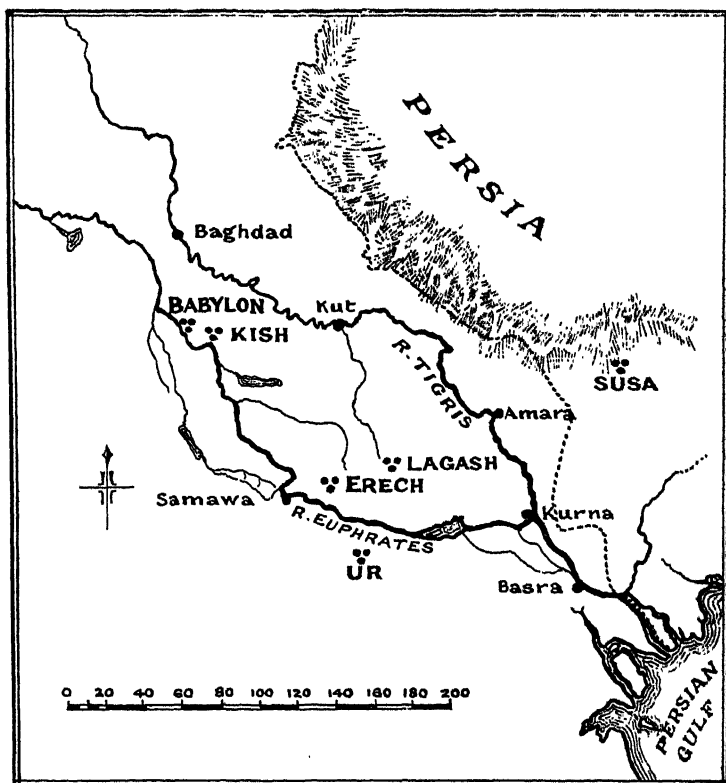 PERSIA
Baghdad
BABYLON
KISH
Kut
R. TIGRIS
SUSA
Amara
LAGASH
ERECH
Samawa
R. EUPHRATES
Kurna
UR
Basra
0 20 40 60 80 100 120 140 160 180 200
PERSIAN
GULF